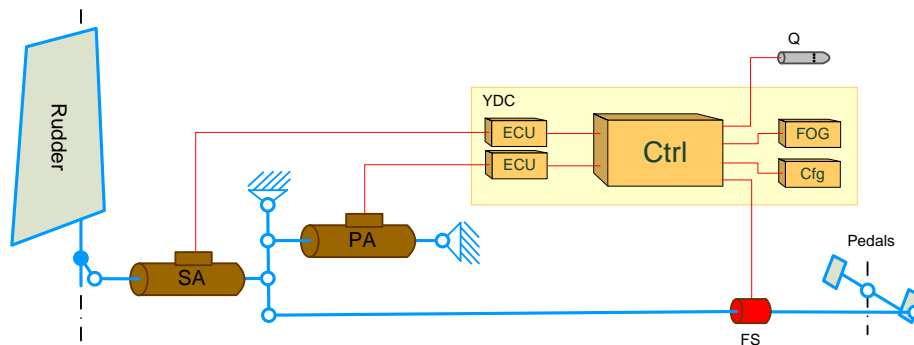 Q
YDC
Rudder
ECU
Ctrl
FOG
ECU
Cfg
PA
Pedals
SA
FS